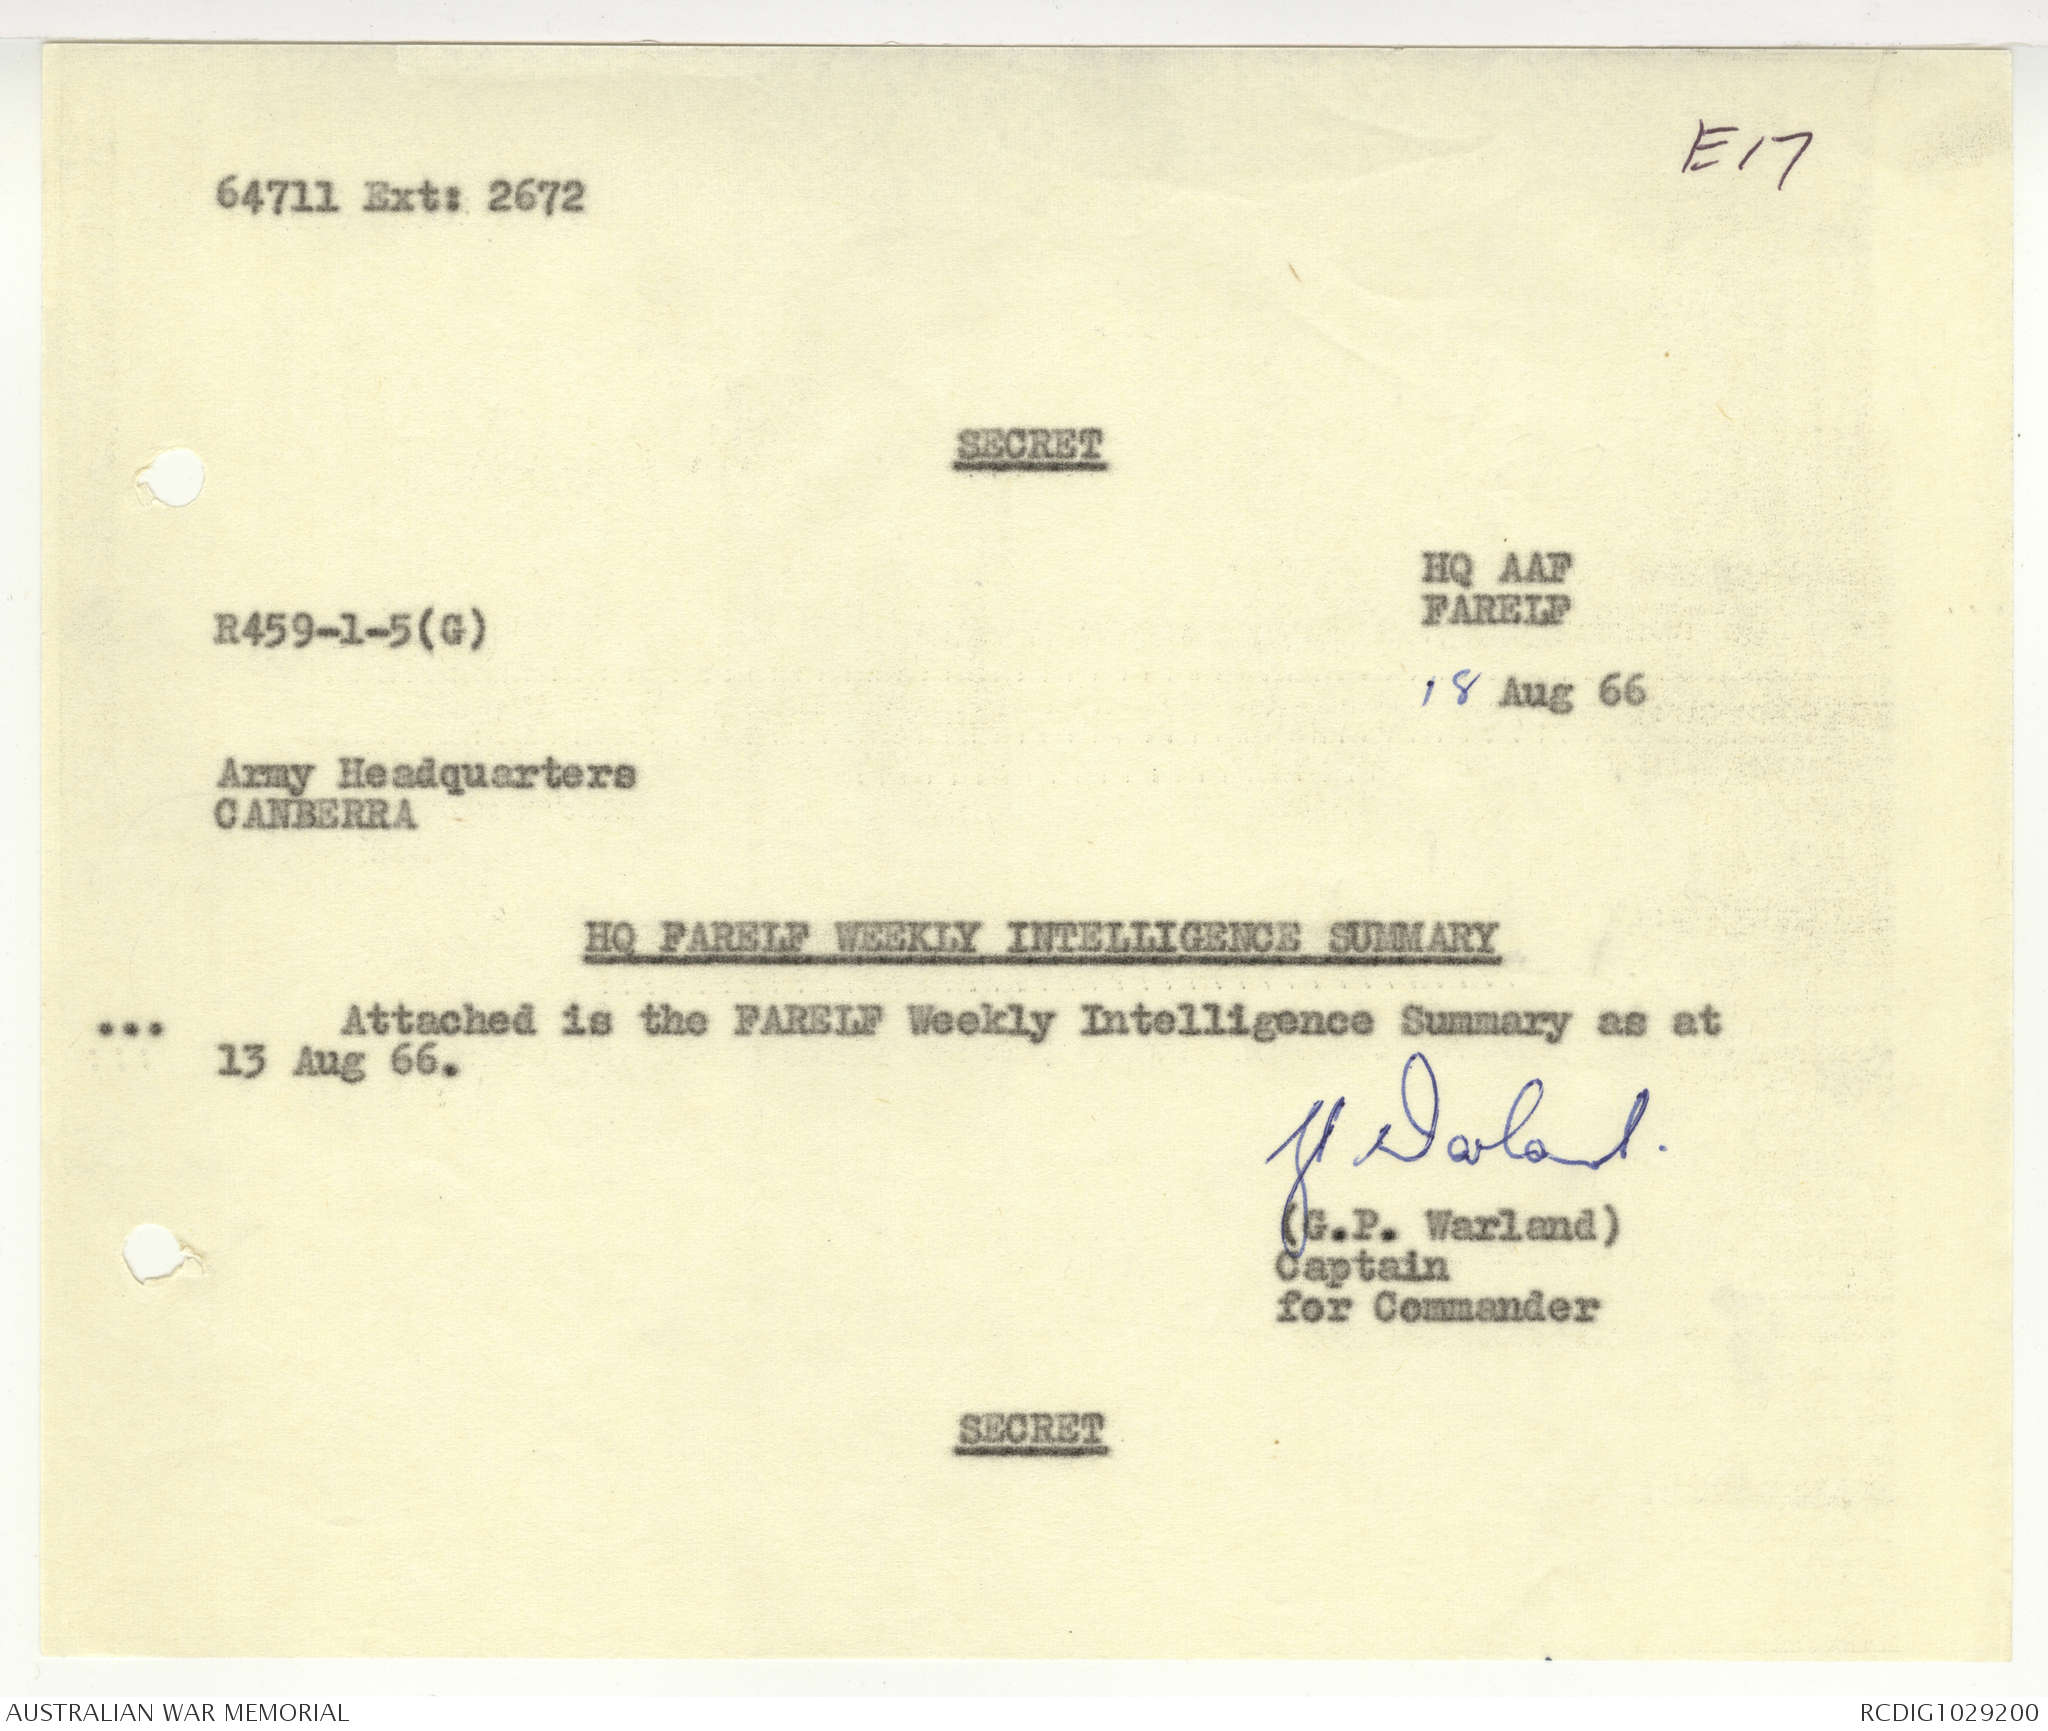 E17
64711 Ext: 2672
SECRET
HQ AAF
FARELF
R459-1-5(G)
18 Aug 66
Army Headquarters
CANBERRA
HQ FARELF WEEKLY INTELLIGENCE SUMMARY
... Attached is the FARELF Weekly Intelligence Summary as at
13 Aug 66.
(G.P. Warland)
Captain
for Commander
SECRET
AUSTRALIAN WAR MEMORIAL
RCDIG1029200